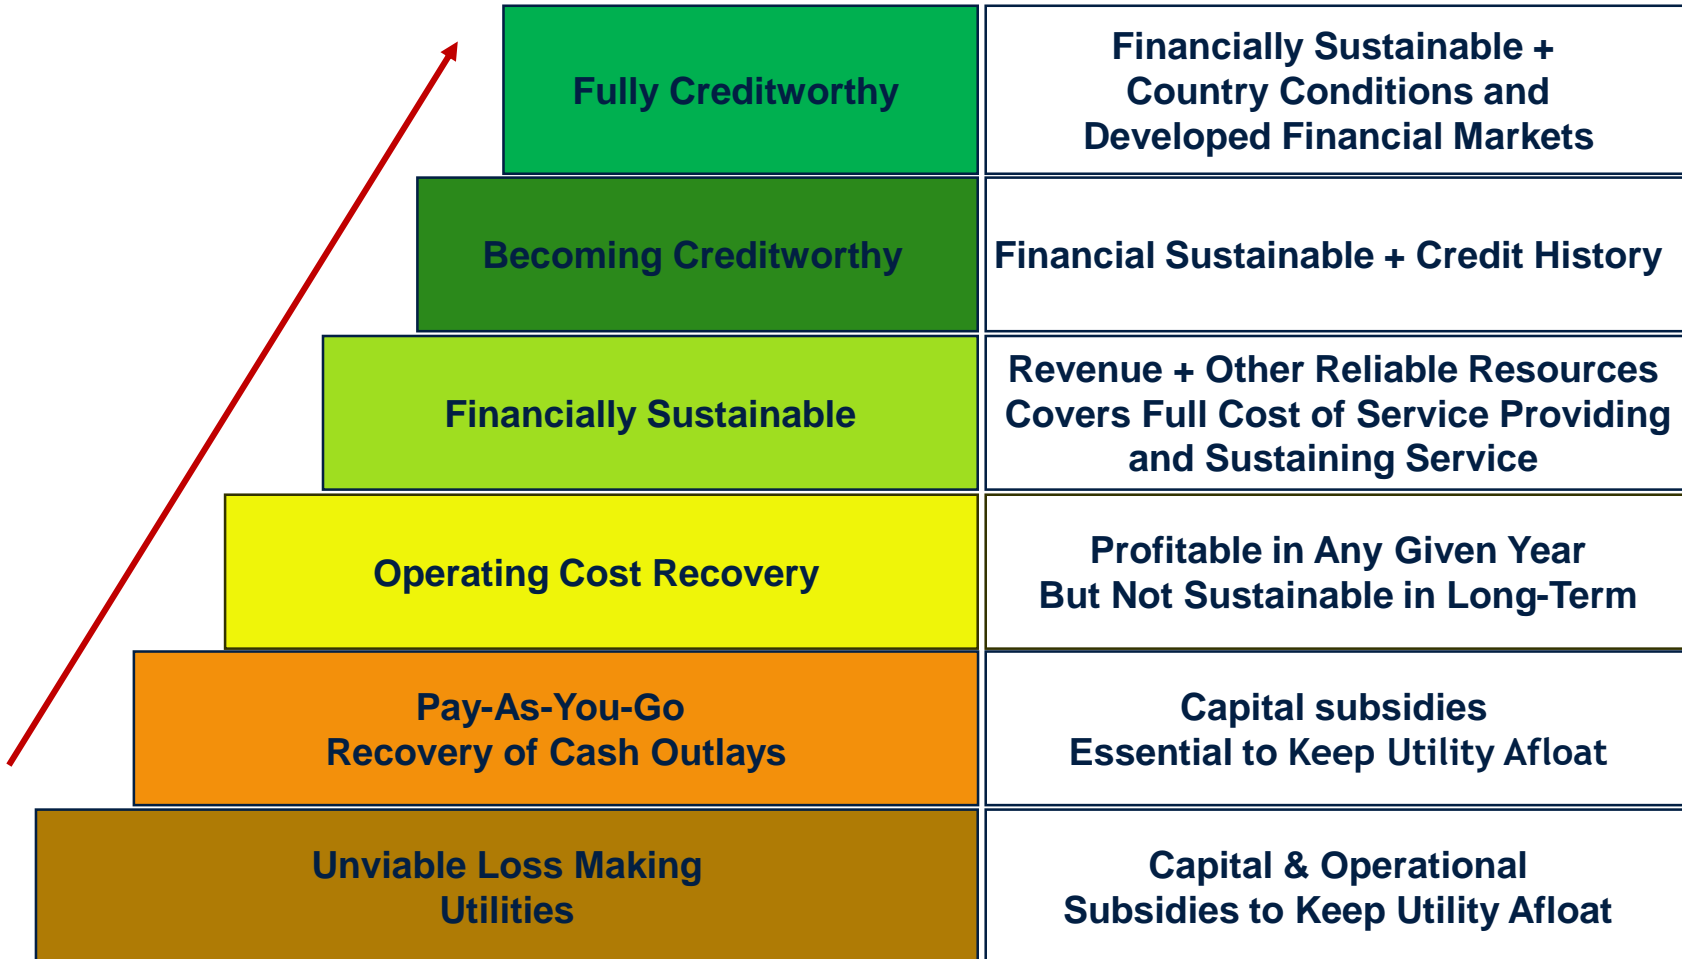 Fully Creditworthy
Financially Sustainable +
Country Conditions and
Developed Financial Markets
Becoming Creditworthy
Financial Sustainable + Credit History
Financially Sustainable
Revenue + Other Reliable Resources
Covers Full Cost of Service Providing
and Sustaining Service
Operating Cost Recovery
Profitable in Any Given Year
But Not Sustainable in Long-Term
Pay-As-You-Go
Recovery of Cash Outlays
Capital subsidies
Essential to Keep Utility Afloat
Unviable Loss Making
Utilities
Capital & Operational
Subsidies to Keep Utility Afloat